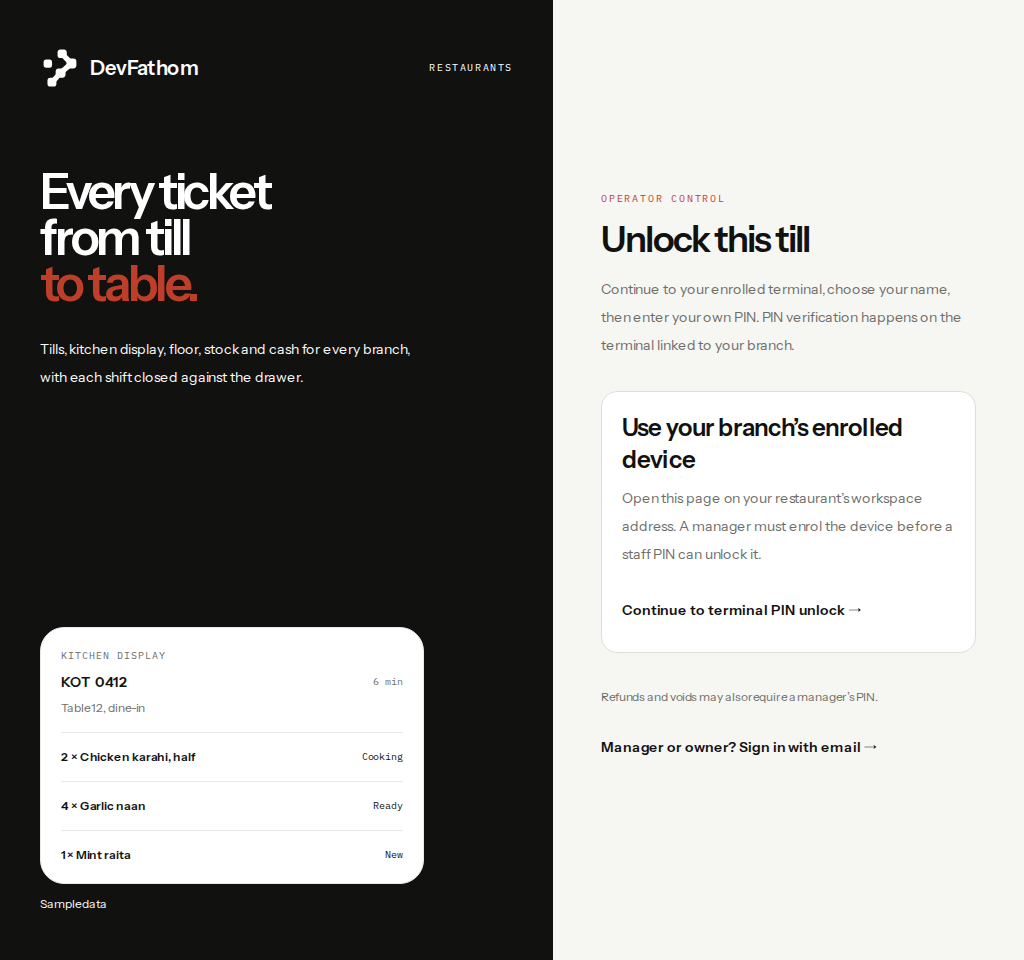 DevFathom
RESTAURANTS
Every ticket
from till
to table.
Tills, kitchen display, floor, stock and cash for every branch,
with each shift closed against the drawer.
KITCHEN DISPLAY
KOT 0412
6 min
Table 12, dine-in
2 × Chicken karahi, half
Cooking
4 × Garlic naan
Ready
1 × Mint raita
New
Sample data
OPERATOR CONTROL
Unlock this till
Continue to your enrolled terminal, choose your name,
then enter your own PIN. PIN verification happens on the
terminal linked to your branch.
Use your branch’s enrolled
device
Open this page on your restaurant’s workspace
address. A manager must enrol the device before a
staff PIN can unlock it.
Continue to terminal PIN unlock →
Refunds and voids may also require a manager’s PIN.
Manager or owner? Sign in with email →